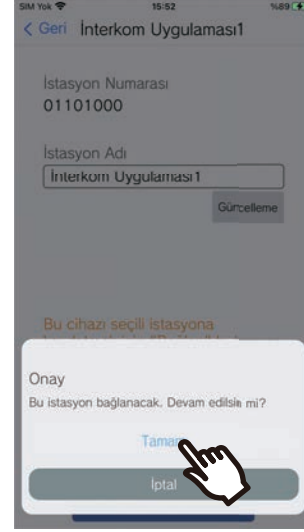 SIM Yok 15:52 %89
Geri İnterkom Uygulaması1
İstasyon Numarası
01101000
İstasyon Adı
İnterkom Uygulaması1
Güncelleme
Bu cihazı seçili istasyona
Onay
Bu istasyon bağlanacak. Devam edilsin mi?
Tamam
İptal